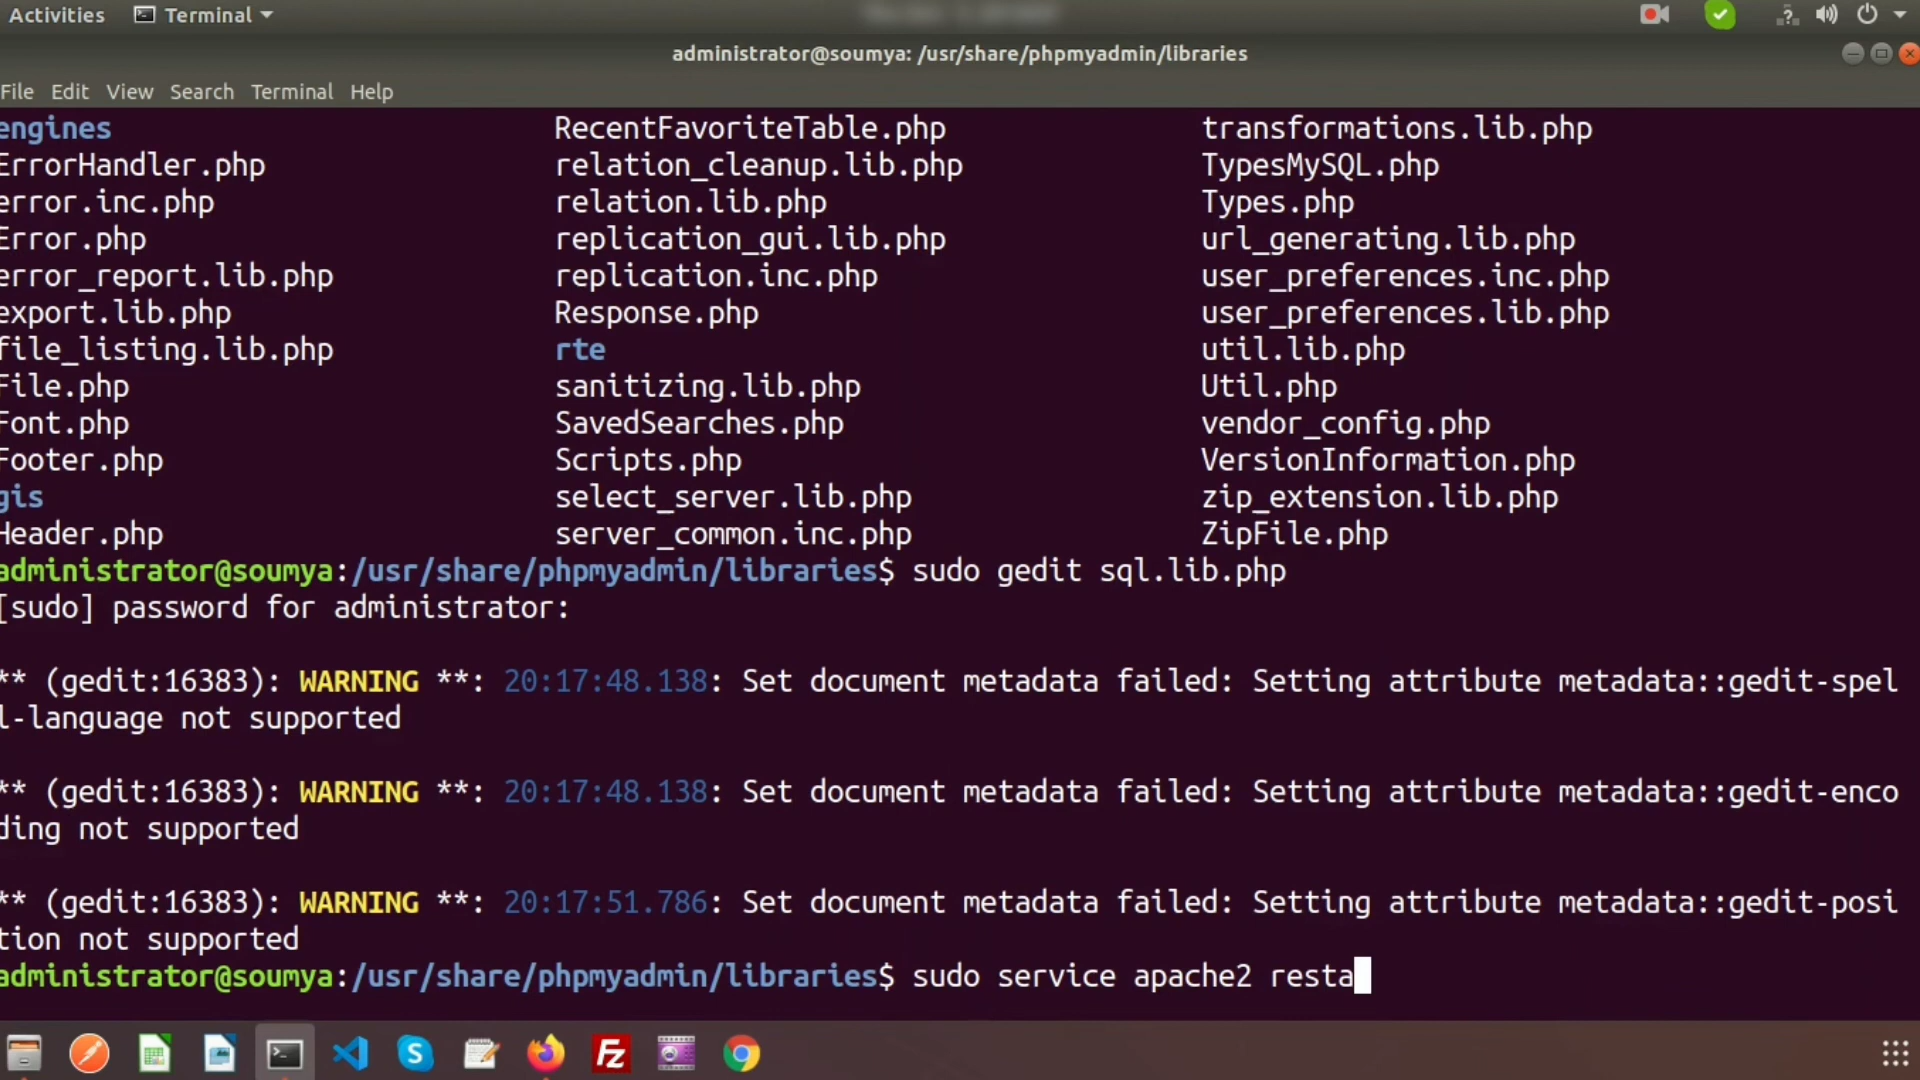 Activities Terminal
administrator@soumya: /usr/share/phpmyadmin/libraries
File Edit View Search Terminal Help
engines RecentFavoriteTable.php transformations.lib.php
ErrorHandler.php relation_cleanup.lib.php TypesMySQL.php
error.inc.php relation.lib.php Types.php
Error.php replication_gui.lib.php url_generating.lib.php
error_report.lib.php replication.inc.php user_preferences.inc.php
export.lib.php Response.php user_preferences.lib.php
file_listing.lib.php rte util.lib.php
File.php sanitizing.lib.php Util.php
Font.php SavedSearches.php vendor_config.php
Footer.php Scripts.php VersionInformation.php
gis select_server.lib.php zip_extension.lib.php
Header.php server_common.inc.php ZipFile.php
administrator@soumya:/usr/share/phpmyadmin/libraries$ sudo gedit sql.lib.php
[sudo] password for administrator:
** (gedit:16383): WARNING **: 20:17:48.138: Set document metadata failed: Setting attribute metadata::gedit-spel
l-language not supported
** (gedit:16383): WARNING **: 20:17:48.138: Set document metadata failed: Setting attribute metadata::gedit-enco
ding not supported
** (gedit:16383): WARNING **: 20:17:51.786: Set document metadata failed: Setting attribute metadata::gedit-posi
tion not supported
administrator@soumya:/usr/share/phpmyadmin/libraries$ sudo service apache2 resta